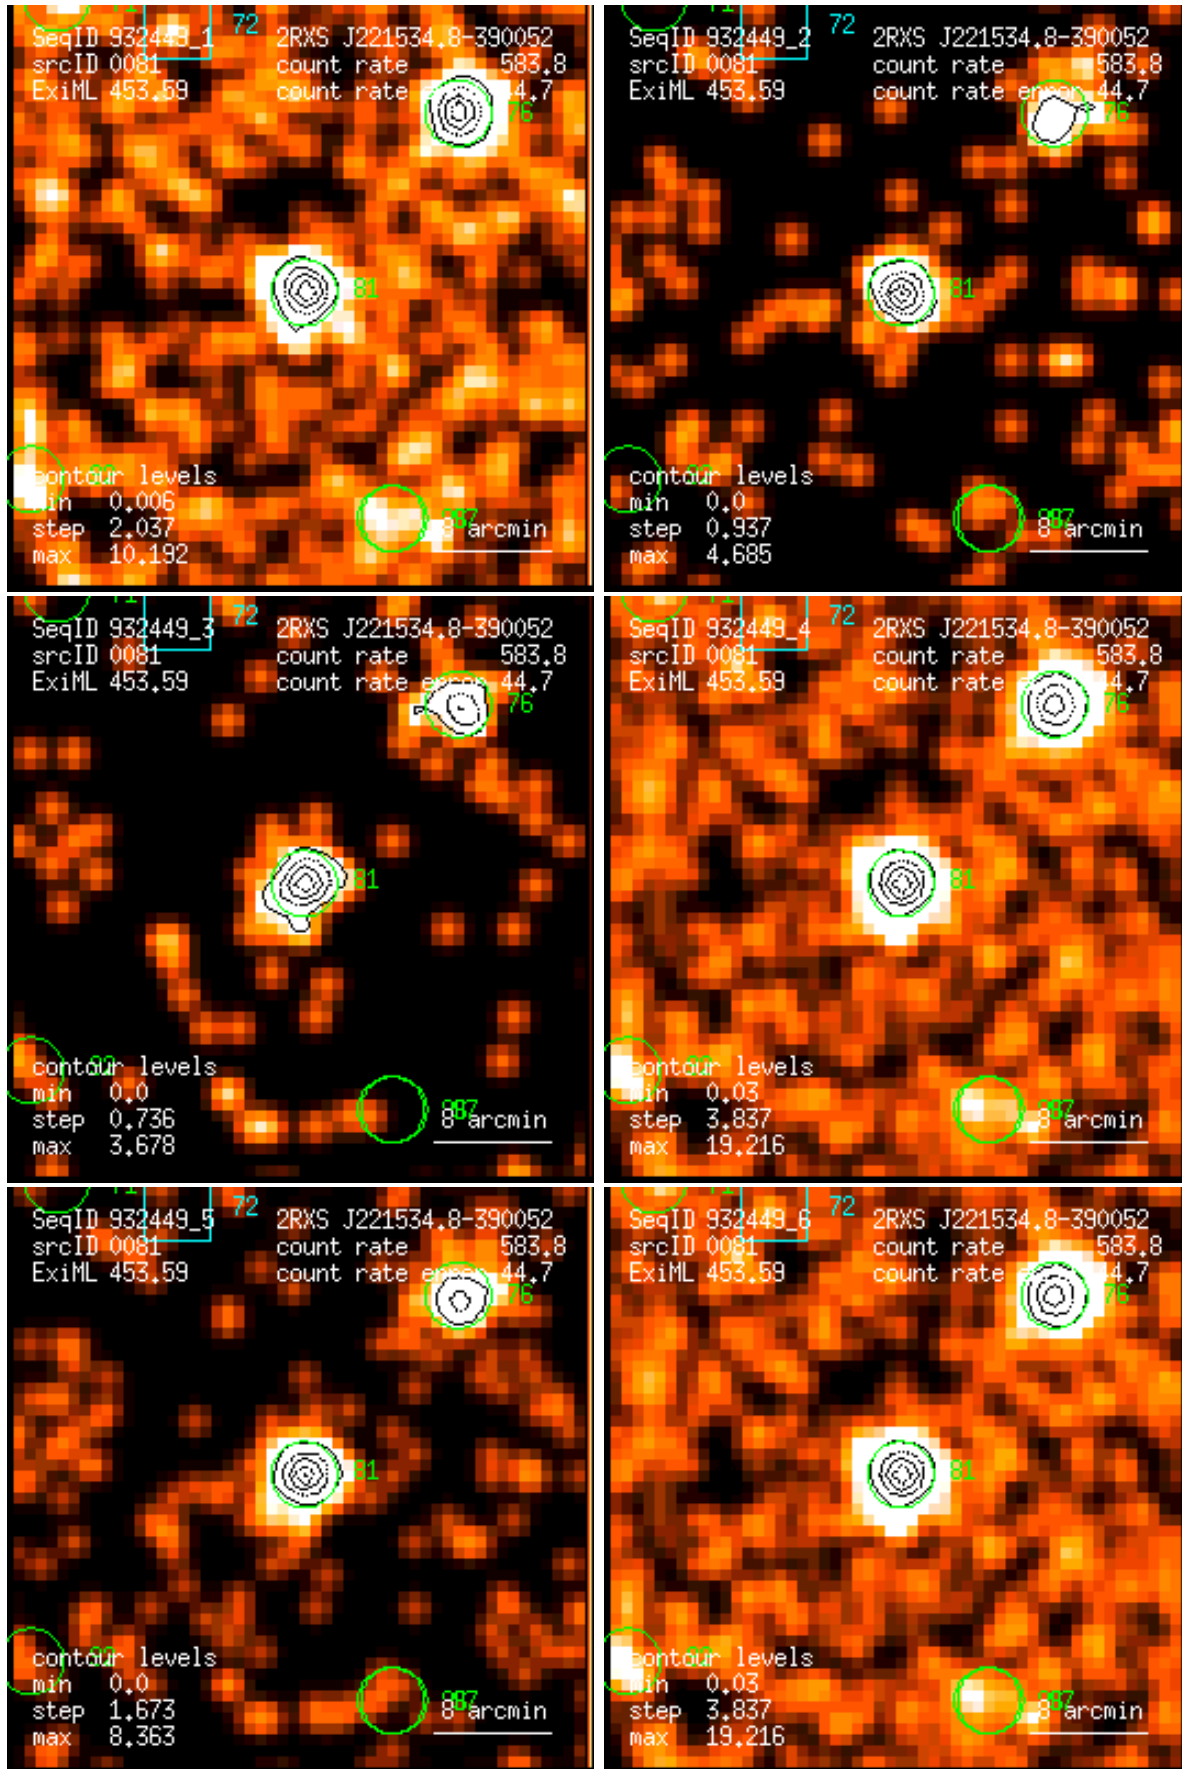 71 72
SeqID 932449_1 2RXS J221534.8-390052
srcID 0081 count rate 583.8
ExiML 453.59 count rate error 44.7
76
81
contour levels
min 0.006
step 2.037 8 arcmin
max 10.192
71 72
SeqID 932449_2 2RXS J221534.8-390052
srcID 0081 count rate 583.8
ExiML 453.59 count rate error 44.7
76
81
contour levels
min 0.0
step 0.937 8 arcmin
max 4.685
71 72
SeqID 932449_3 2RXS J221534.8-390052
srcID 0081 count rate 583.8
ExiML 453.59 count rate error 44.7
76
81
contour levels
min 0.0
step 0.736 8 arcmin
max 3.678
71 72
SeqID 932449_4 2RXS J221534.8-390052
srcID 0081 count rate 583.8
ExiML 453.59 count rate error 44.7
76
81
contour levels
min 0.03
step 3.837 8 arcmin
max 19.216
71 72
SeqID 932449_5 2RXS J221534.8-390052
srcID 0081 count rate 583.8
ExiML 453.59 count rate error 44.7
76
81
contour levels
min 0.0
step 1.673 8 arcmin
max 8.363
71 72
SeqID 932449_6 2RXS J221534.8-390052
srcID 0081 count rate 583.8
ExiML 453.59 count rate error 44.7
76
81
contour levels
min 0.03
step 3.837 8 arcmin
max 19.216